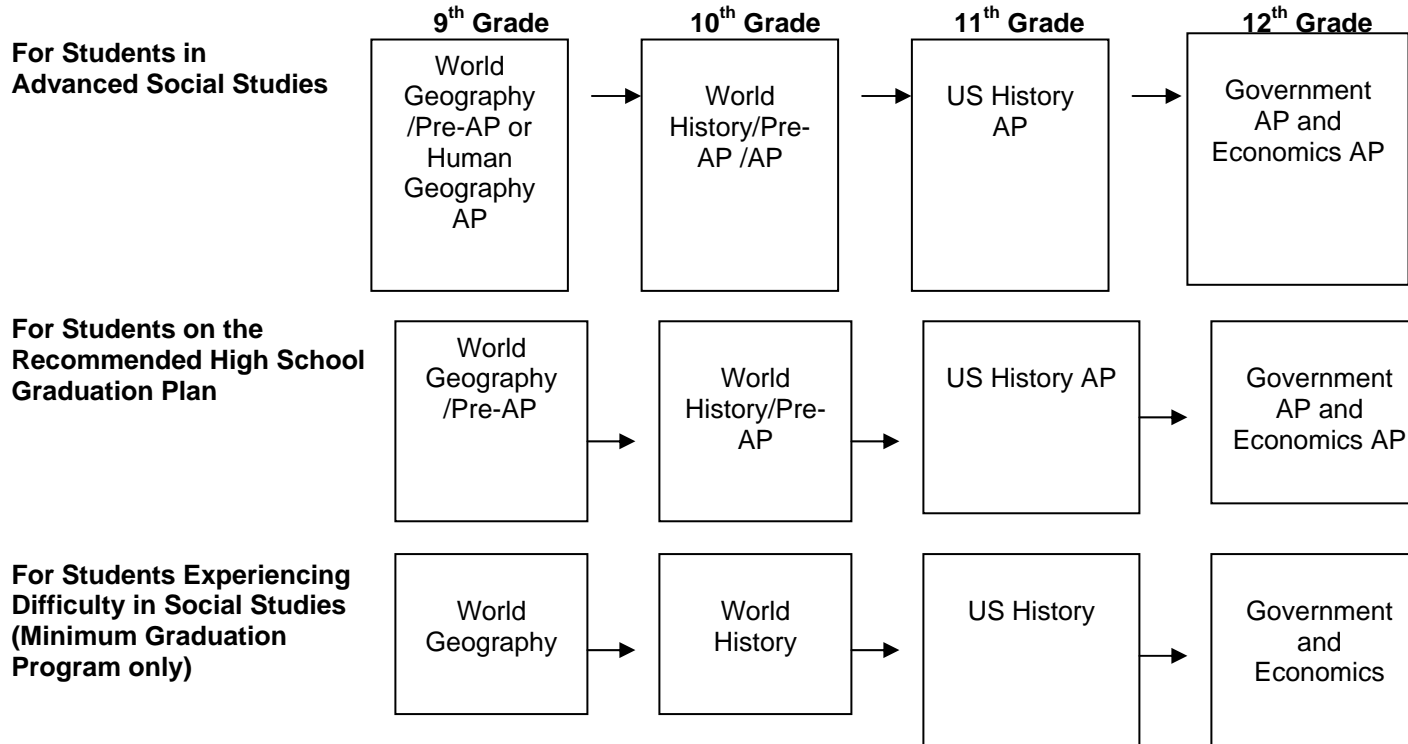 9th Grade
10th Grade
11th Grade
12th Grade
For Students in
Advanced Social Studies
World
Geography
/Pre-AP or
Human
Geography
AP
World
History/Pre-
AP /AP
US History
AP
Government
AP and
Economics AP
For Students on the
Recommended High School
Graduation Plan
World
Geography
/Pre-AP
World
History/Pre-
AP
US History AP
Government
AP and
Economics AP
For Students Experiencing
Difficulty in Social Studies
(Minimum Graduation
Program only)
World
Geography
World
History
US History
Government
and
Economics